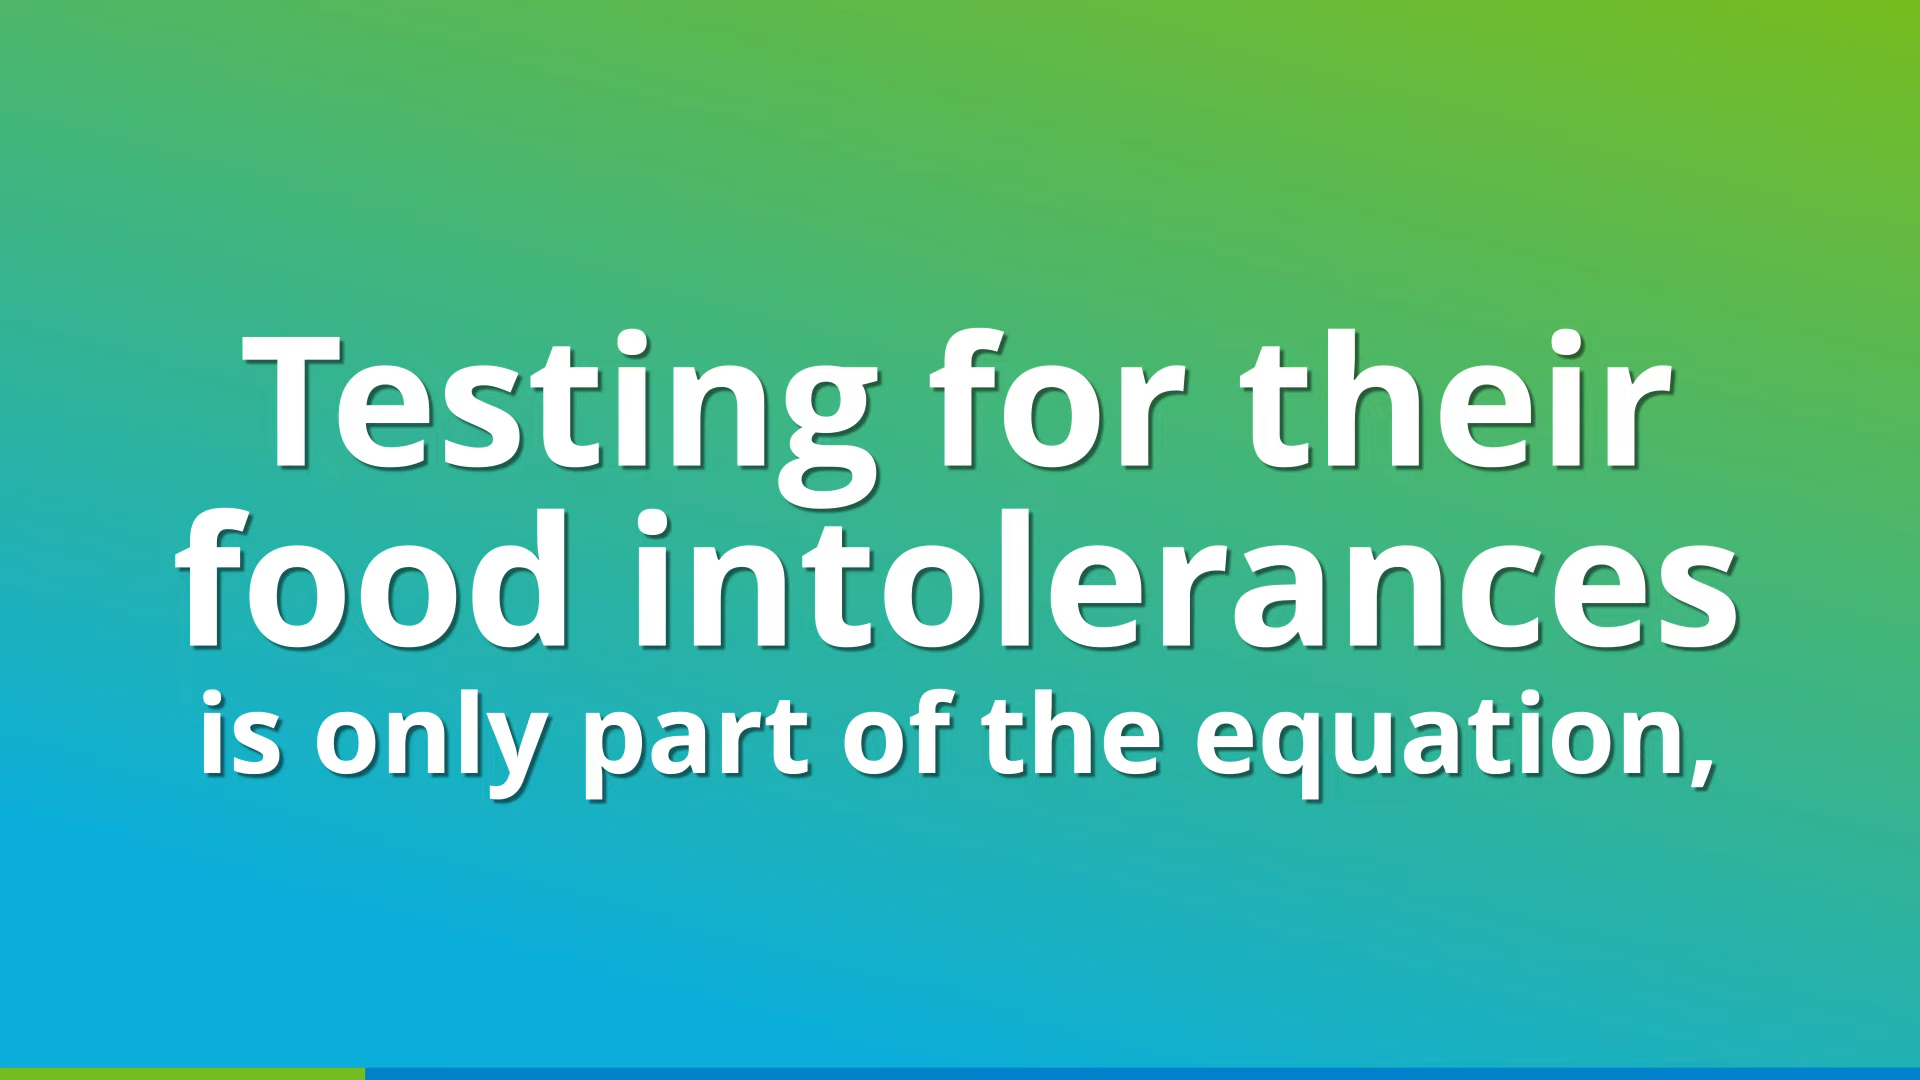 Testing for their
food intolerances
is only part of the equation,